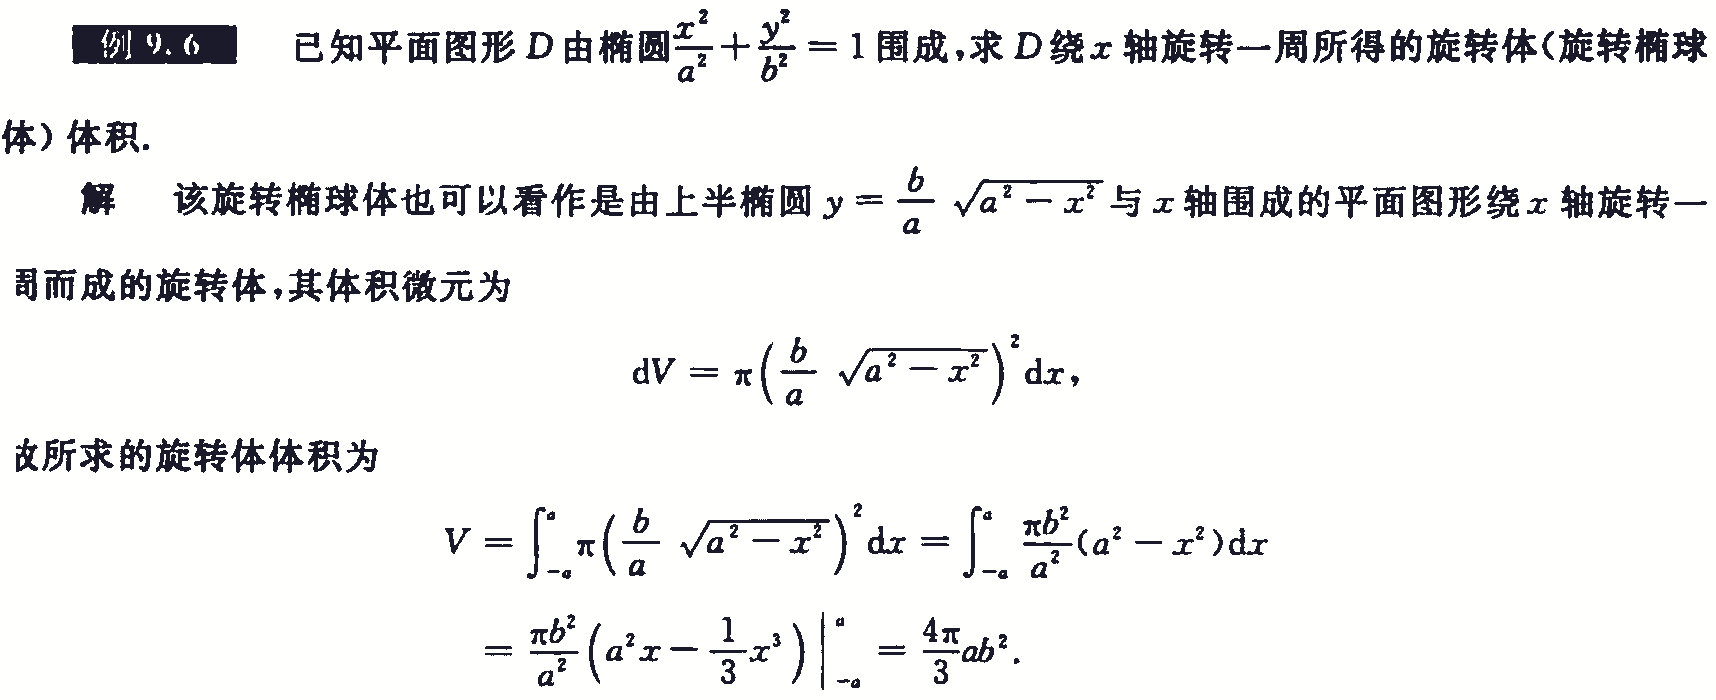 例 9.6 已知平面图形 D 由椭圆 $\frac{x^2}{a^2}+\frac{y^2}{b^2}=1$ 围成,求 D 绕 x 轴旋转一周所得的旋转体(旋转椭球
体)体积.
解 该旋转椭球体也可以看作是由上半椭圆 $y=\frac{b}{a}\sqrt{a^2-x^2}$ 与 x 轴围成的平面图形绕 x 轴旋转一
周而成的旋转体,其体积微元为
$\mathrm{d}V=\pi\left(\frac{b}{a}\sqrt{a^2-x^2}\right)^2\mathrm{d}x,$
故所求的旋转体体积为
$V=\int_{-a}^{a}\pi\left(\frac{b}{a}\sqrt{a^2-x^2}\right)^2\mathrm{d}x=\int_{-a}^{a}\frac{\pi b^2}{a^2}(a^2-x^2)\mathrm{d}x$
$=\frac{\pi b^2}{a^2}\left(a^2x-\frac{1}{3}x^3\right)\Big|_{-a}^{a}=\frac{4\pi}{3}ab^2.$